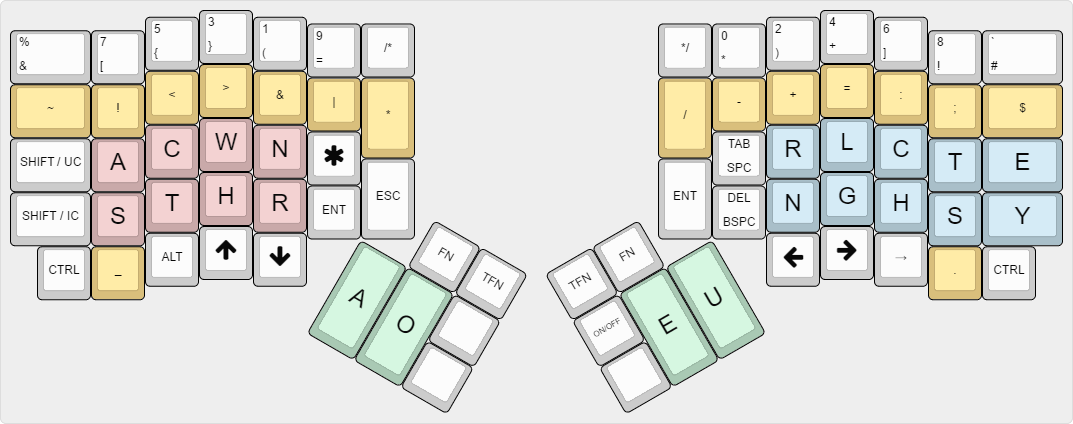 % 7 5 3 1 9 /* */ 0 2 4 6 8 `
& [ { } ( = * ) + ] ! #
~ ! < > & | * / - + = : ; $
SHIFT / UC A C W N ✱ TAB R L C T E
SPC
SHIFT / IC S T H R ENT ESC ENT DEL N G H S Y
BSPC
CTRL _ ALT ↑ ↓ ← → → . CTRL
FN TFN TFN FN
A O ON/OFF E U